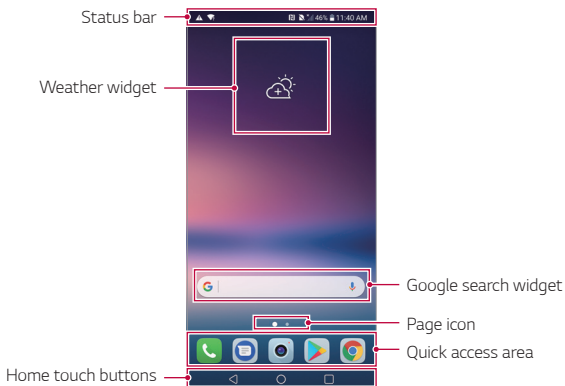 Status bar
46% 11:40 AM
Weather widget
G
Google search widget
Page icon
Quick access area
Home touch buttons